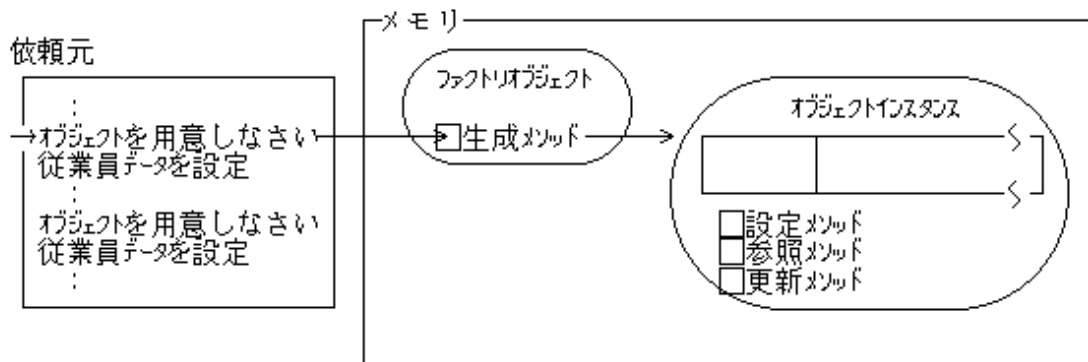 メモリ
依頼元
ファクトリオブジェクト
オブジェクトインスタンス
:
オブジェクトを用意しなさい
生成メソッド
従業員データを設定
:
オブジェクトを用意しなさい
従業員データを設定
:
設定メソッド
参照メソッド
更新メソッド